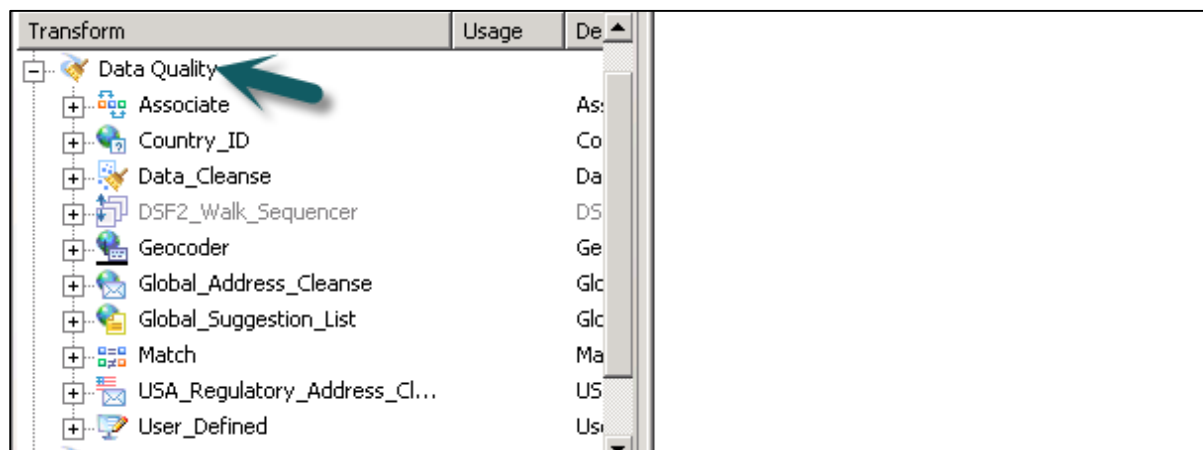 Transform Usage De
Data Quality
Associate As
Country_ID Co
Data_Cleanse Da
DSF2_Walk_Sequencer DS
Geocoder Ge
Global_Address_Cleanse Glo
Global_Suggestion_List Glo
Match Ma
USA_Regulatory_Address_Cl... US
User_Defined Us